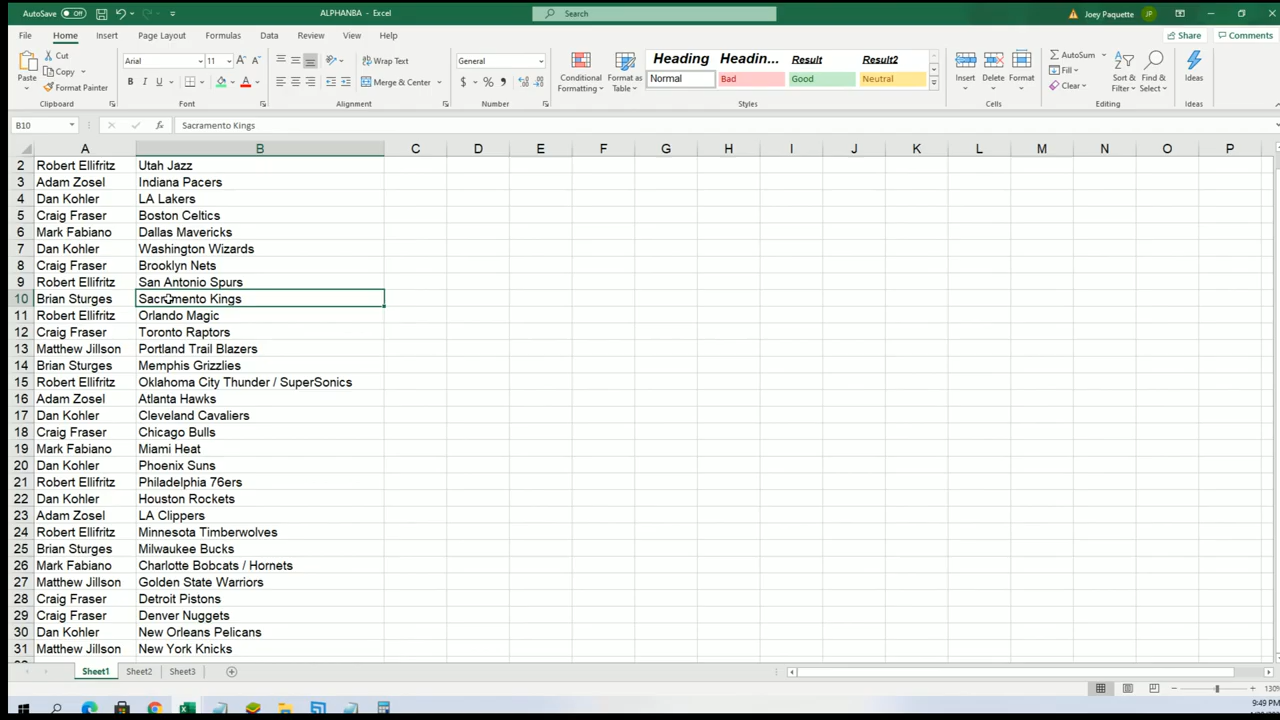 AutoSave Off ALPHANBA - Excel Search Joey Paquette JP
File Home Insert Page Layout Formulas Data Review View Help Share Comments
Paste Cut Copy Format Painter Clipboard
Arial 11 A A B I U A Font
Wrap Text Merge & Center Alignment
General $ % 9 Number
Conditional Formatting Format as Table
Heading Headin... Result Result2
Normal Bad Good Neutral
Styles
Insert Delete Format Cells
AutoSum Fill Clear Sort & Filter Find & Select Editing
Ideas Ideas
B10 fx Sacramento Kings
A B C D E F G H I J K L M N O P
2 Robert Ellifritz Utah Jazz
3 Adam Zosel Indiana Pacers
4 Dan Kohler LA Lakers
5 Craig Fraser Boston Celtics
6 Mark Fabiano Dallas Mavericks
7 Dan Kohler Washington Wizards
8 Craig Fraser Brooklyn Nets
9 Robert Ellifritz San Antonio Spurs
10 Brian Sturges Sacramento Kings
11 Robert Ellifritz Orlando Magic
12 Craig Fraser Toronto Raptors
13 Matthew Jillson Portland Trail Blazers
14 Brian Sturges Memphis Grizzlies
15 Robert Ellifritz Oklahoma City Thunder / SuperSonics
16 Adam Zosel Atlanta Hawks
17 Dan Kohler Cleveland Cavaliers
18 Craig Fraser Chicago Bulls
19 Mark Fabiano Miami Heat
20 Dan Kohler Phoenix Suns
21 Robert Ellifritz Philadelphia 76ers
22 Dan Kohler Houston Rockets
23 Adam Zosel LA Clippers
24 Robert Ellifritz Minnesota Timberwolves
25 Brian Sturges Milwaukee Bucks
26 Mark Fabiano Charlotte Bobcats / Hornets
27 Matthew Jillson Golden State Warriors
28 Craig Fraser Detroit Pistons
29 Craig Fraser Denver Nuggets
30 Dan Kohler New Orleans Pelicans
31 Matthew Jillson New York Knicks
Sheet1 Sheet2 Sheet3
130%
9:49 PM